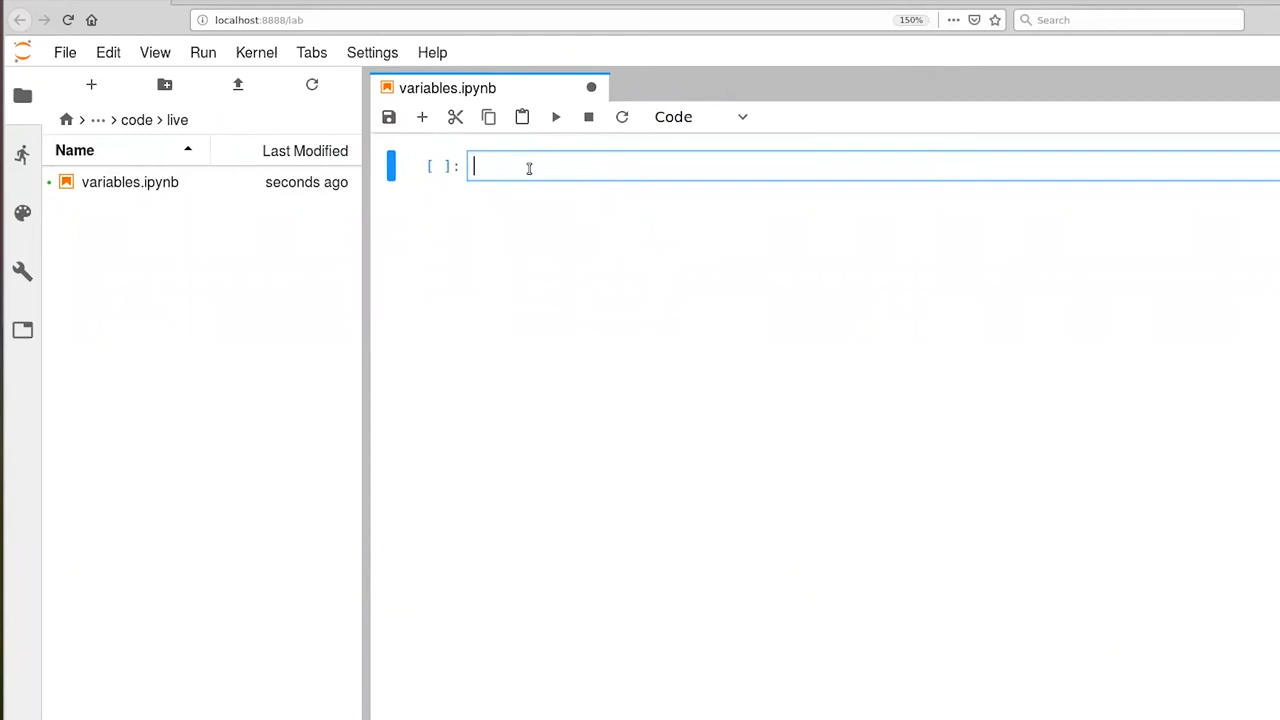 localhost:8888/lab
150%
Search
File Edit View Run Kernel Tabs Settings Help
variables.ipynb
code live
Code
Name Last Modified
[ ]:
variables.ipynb seconds ago